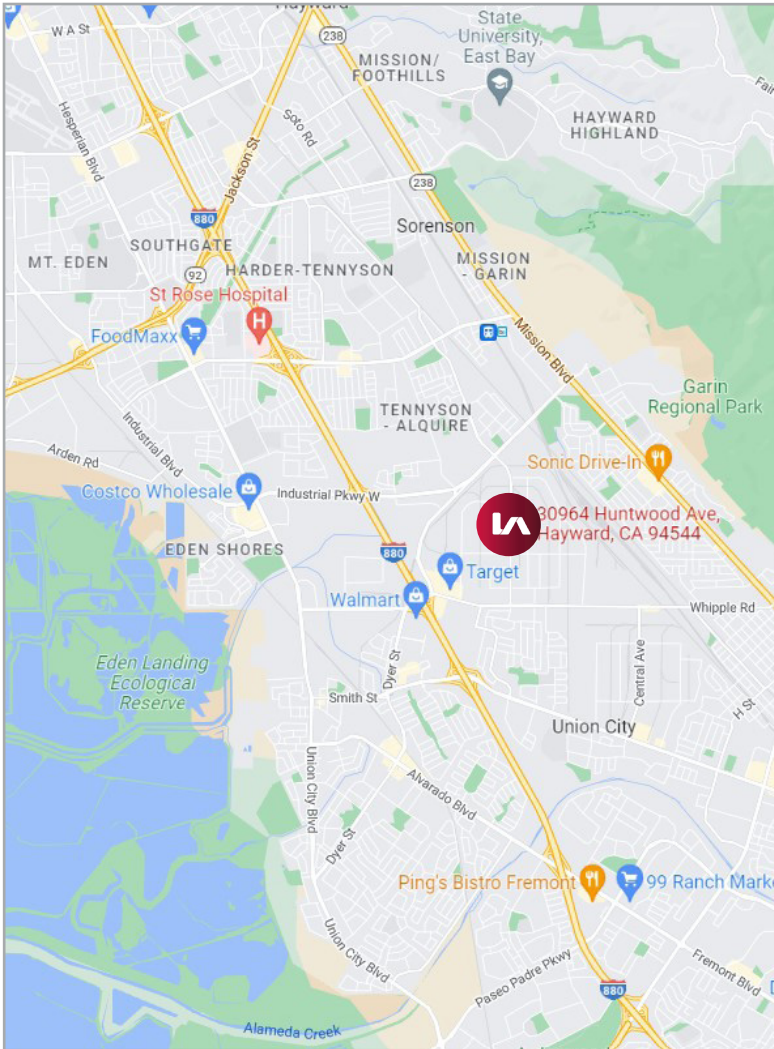 Hayward
State
University,
East Bay
W A St
238
MISSION/
FOOTHILLS
HAYWARD
HIGHLAND
Hesperian Blvd
Soto Rd
Jackson St
238
880
Sorenson
SOUTHGATE
MISSION
- GARIN
MT. EDEN
92
HARDER-TENNYSON
St Rose Hospital
H
FoodMaxx
Mission Blvd
Garin
Regional Park
TENNYSON
- ALQUIRE
Industrial Blvd
Arden Rd
Sonic Drive-In
Costco Wholesale
Industrial Pkwy W
30964 Huntwood Ave,
Hayward, CA 94544
EDEN SHORES
880
Target
Walmart
Whipple Rd
Eden Landing
Ecological
Reserve
Dyer St
Central Ave
Smith St
H St
Union City
Union City Blvd
Alvarado Blvd
Dyer St
Ping's Bistro Fremont
99 Ranch Marke
Union City Blvd
Paseo Padre Pkwy
Fremont Blvd
880
Alameda Creek